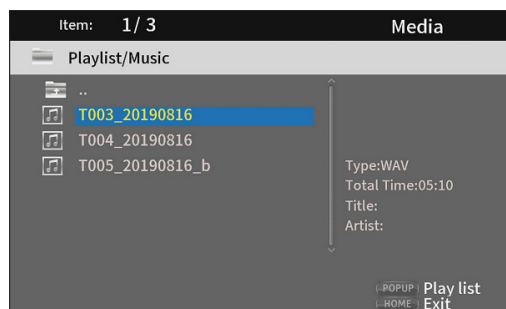 Item: 1/ 3 Media
Playlist/Music
..
T003_20190816
T004_20190816
T005_20190816_b
Type:WAV
Total Time:05:10
Title:
Artist:
POPUP Play list
HOME Exit